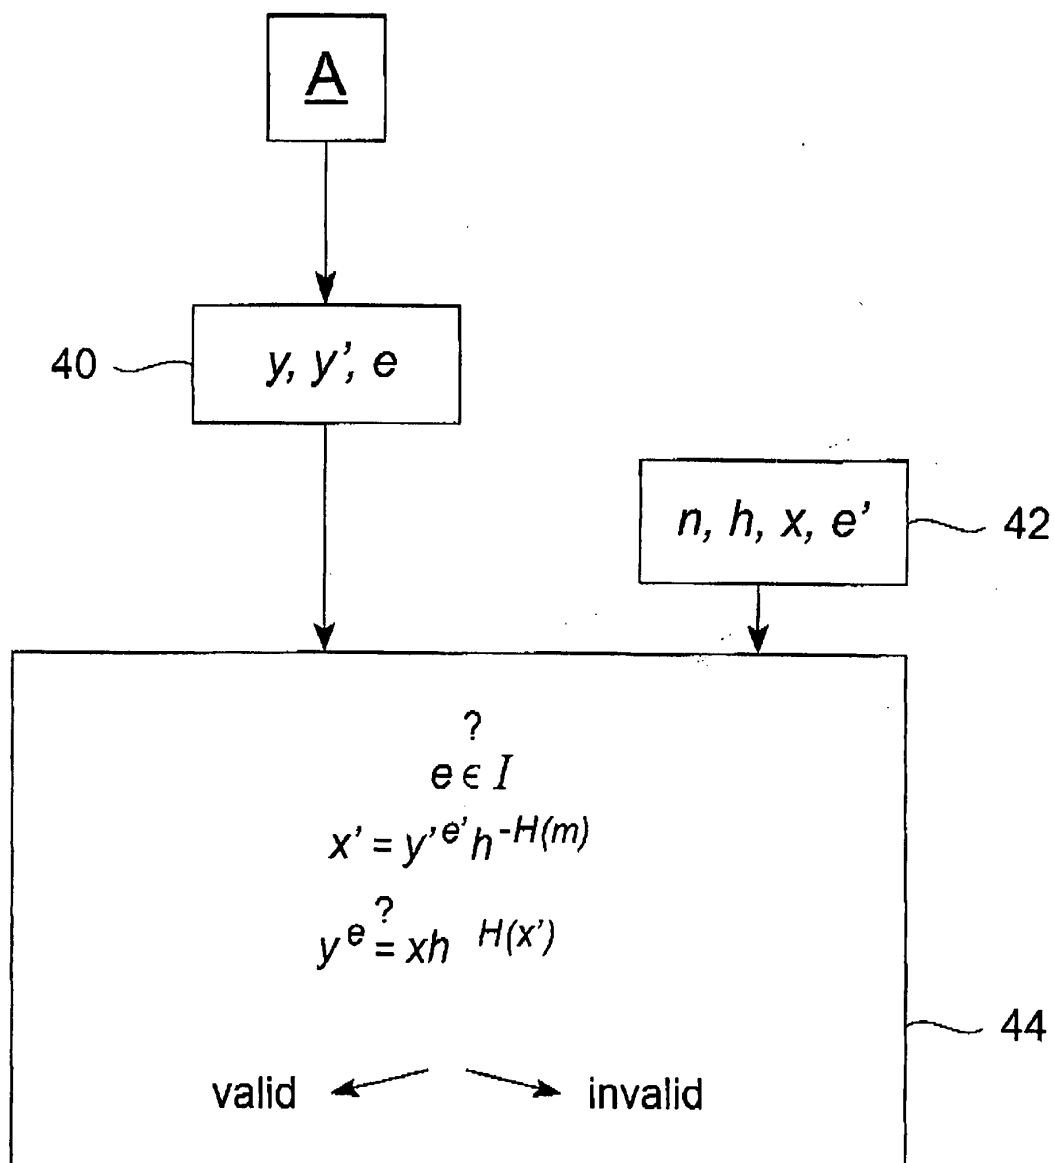 A
40
y, y', e
n, h, x, e'
42
?
e ϵ I
x' = y'^e' h^-H(m)
?
y^e = xh^H(x')
44
valid
invalid